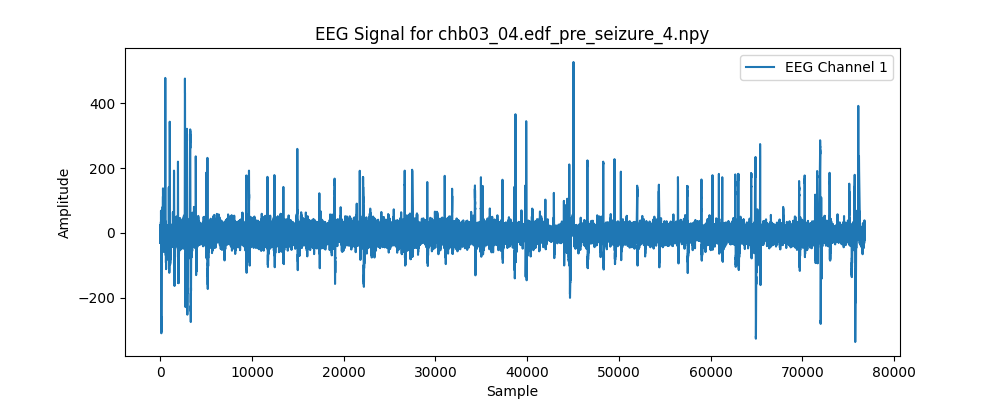 EEG Signal for chb03_04.edf_pre_seizure_4.npy
EEG Channel 1
Amplitude
400
200
0
−200
0 10000 20000 30000 40000 50000 60000 70000 80000
Sample